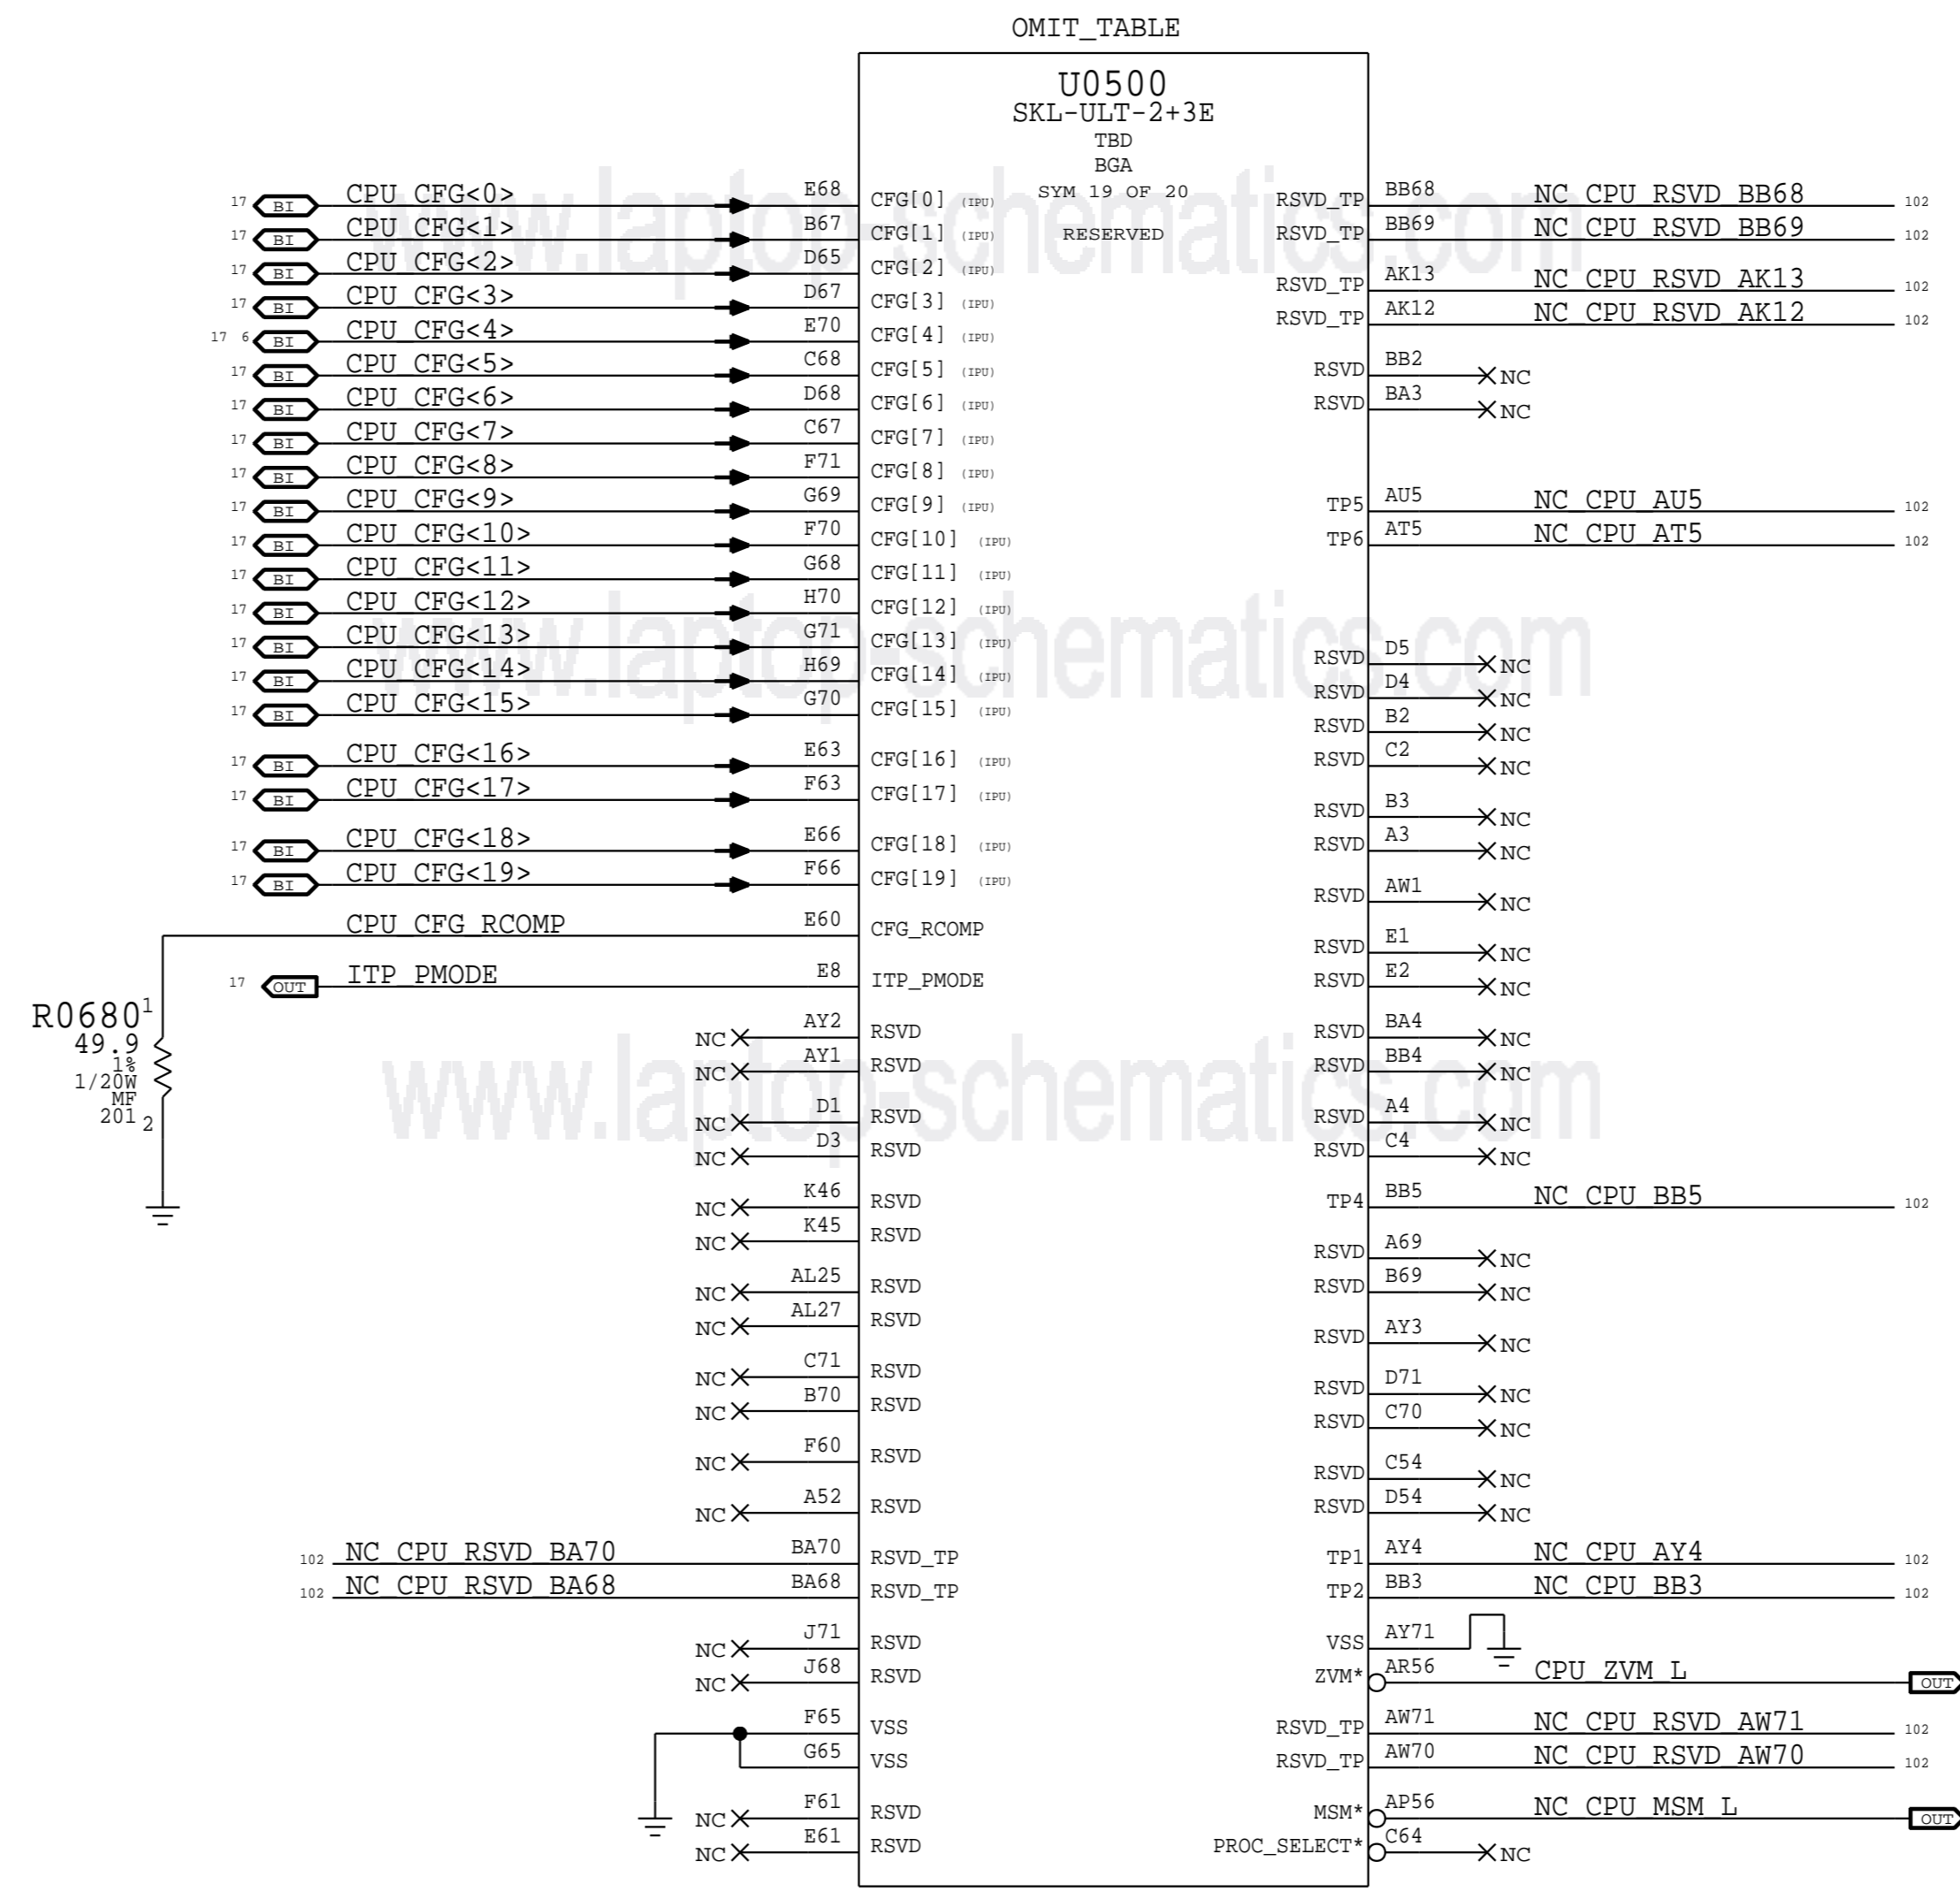 OMIT_TABLE
U0500
SKL-ULT-2+3E
TBD
BGA
SYM 19 OF 20
RESERVED
www.laptop-schematics.com
17 BI CPU_CFG<0> E68 CFG[0] (IPU) RSVD_TP BB68 NC_CPU_RSVD_BB68 102
17 BI CPU_CFG<1> B67 CFG[1] (IPU) RSVD_TP BB69 NC_CPU_RSVD_BB69 102
17 BI CPU_CFG<2> D65 CFG[2] (IPU)
RSVD_TP AK13 NC_CPU_RSVD_AK13 102
17 BI CPU_CFG<3> D67 CFG[3] (IPU)
RSVD_TP AK12 NC_CPU_RSVD_AK12 102
17 6 BI CPU_CFG<4> E70 CFG[4] (IPU)
17 BI CPU_CFG<5> C68 CFG[5] (IPU) RSVD BB2 NC
17 BI CPU_CFG<6> D68 CFG[6] (IPU) RSVD BA3 NC
17 BI CPU_CFG<7> C67 CFG[7] (IPU)
17 BI CPU_CFG<8> F71 CFG[8] (IPU)
17 BI CPU_CFG<9> G69 CFG[9] (IPU) TP5 AU5 NC_CPU_AU5 102
17 BI CPU_CFG<10> F70 CFG[10] (IPU) TP6 AT5 NC_CPU_AT5 102
17 BI CPU_CFG<11> G68 CFG[11] (IPU)
17 BI CPU_CFG<12> H70 CFG[12] (IPU)
www.laptop-schematics.com
17 BI CPU_CFG<13> G71 CFG[13] (IPU)
RSVD D5 NC
17 BI CPU_CFG<14> H69 CFG[14] (IPU)
RSVD D4 NC
17 BI CPU_CFG<15> G70 CFG[15] (IPU)
RSVD B2 NC
17 BI CPU_CFG<16> E63 CFG[16] (IPU) RSVD C2 NC
17 BI CPU_CFG<17> F63 CFG[17] (IPU)
RSVD B3 NC
17 BI CPU_CFG<18> E66 CFG[18] (IPU) RSVD A3 NC
17 BI CPU_CFG<19> F66 CFG[19] (IPU)
RSVD AW1 NC
CPU_CFG_RCOMP E60 CFG_RCOMP
RSVD E1 NC
17 OUT ITP_PMODE E8 ITP_PMODE RSVD E2 NC
R0680 1
49.9
1%
1/20W
MF
201 2
NC AY2 RSVD RSVD BA4 NC
NC AY1 RSVD RSVD BB4 NC
www.laptop-schematics.com
NC D1 RSVD RSVD A4 NC
NC D3 RSVD RSVD C4 NC
NC K46 RSVD TP4 BB5 NC_CPU_BB5 102
NC K45 RSVD
RSVD A69 NC
NC AL25 RSVD RSVD B69 NC
NC AL27 RSVD
RSVD AY3 NC
NC C71 RSVD
RSVD D71 NC
NC B70 RSVD
RSVD C70 NC
NC F60 RSVD
RSVD C54 NC
NC A52 RSVD RSVD D54 NC
102 NC_CPU_RSVD_BA70 BA70 RSVD_TP TP1 AY4 NC_CPU_AY4 102
102 NC_CPU_RSVD_BA68 BA68 RSVD_TP TP2 BB3 NC_CPU_BB3 102
NC J71 RSVD VSS AY71
NC J68 RSVD ZVM* AR56 CPU_ZVM_L OUT
F65 VSS RSVD_TP AW71 NC_CPU_RSVD_AW71 102
G65 VSS RSVD_TP AW70 NC_CPU_RSVD_AW70 102
NC F61 RSVD MSM* AP56 NC_CPU_MSM_L OUT
NC E61 RSVD PROC_SELECT* C64 NC